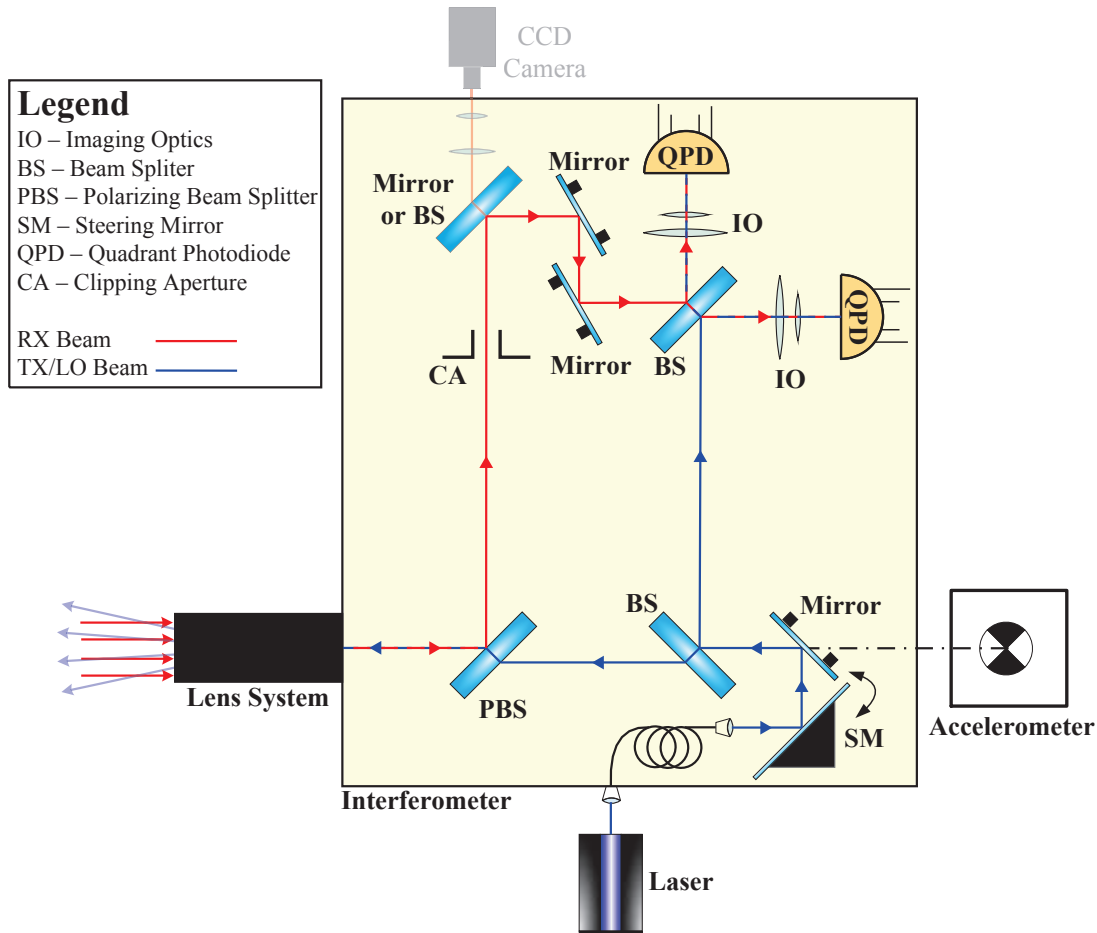 CCD
Camera
Legend
IO – Imaging Optics
BS – Beam Spliter
PBS – Polarizing Beam Splitter
SM – Steering Mirror
QPD – Quadrant Photodiode
CA – Clipping Aperture
RX Beam
TX/LO Beam
Mirror
or BS
Mirror
QPD
IO
QPD
Mirror
BS
IO
CA
BS
Mirror
Lens System
PBS
SM
Accelerometer
Interferometer
Laser